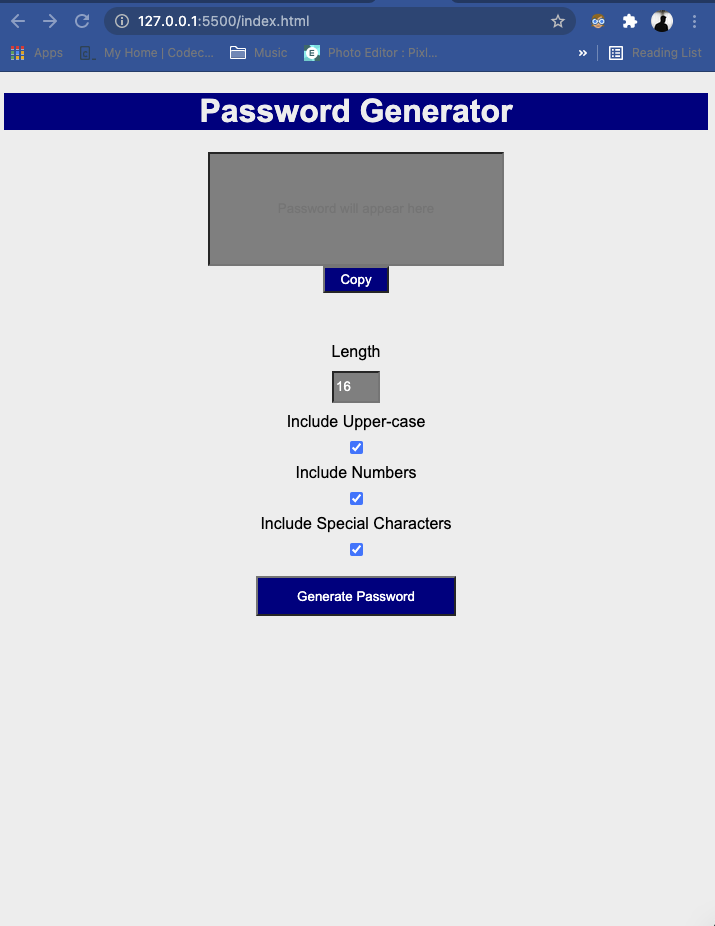 127.0.0.1:5500/index.html
Apps My Home | Codec... Music E Photo Editor : Pixl... » Reading List
Password Generator
Password will appear here
Copy
Length
16
Include Upper-case
Include Numbers
Include Special Characters
Generate Password